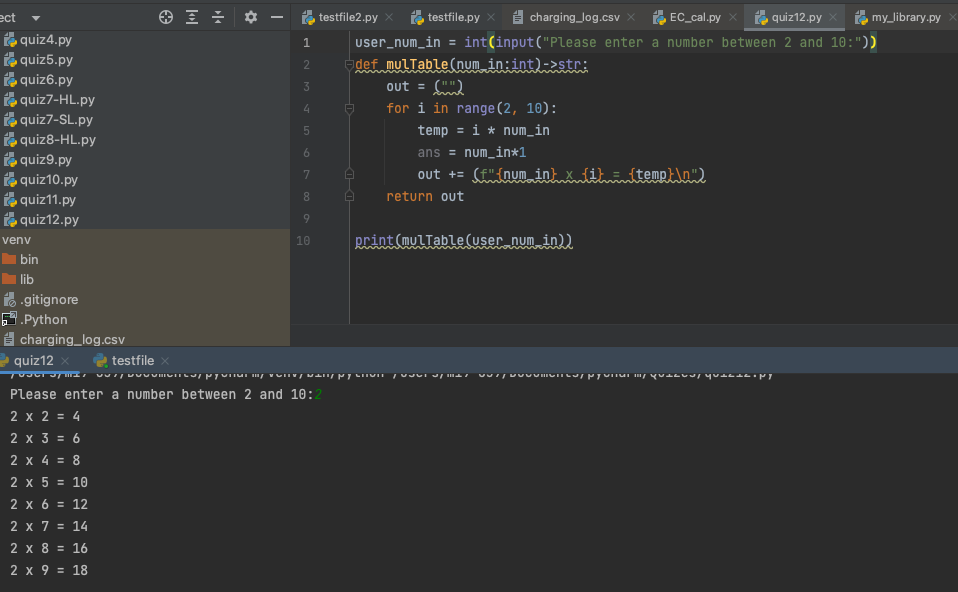 ect
quiz4.py
quiz5.py
quiz6.py
quiz7-HL.py
quiz7-SL.py
quiz8-HL.py
quiz9.py
quiz10.py
quiz11.py
quiz12.py
venv
bin
lib
.gitignore
.Python
charging_log.csv
testfile2.py testfile.py charging_log.csv EC_cal.py quiz12.py my_library.py
1 user_num_in = int(input("Please enter a number between 2 and 10:"))
2 def mulTable(num_in:int)->str:
3 out = ("")
4 for i in range(2, 10):
5 temp = i * num_in
6 ans = num_in*1
7 out += (f"{num_in} x {i} = {temp}\n")
8 return out
9
10 print(mulTable(user_num_in))
quiz12 testfile
Please enter a number between 2 and 10:2
2 x 2 = 4
2 x 3 = 6
2 x 4 = 8
2 x 5 = 10
2 x 6 = 12
2 x 7 = 14
2 x 8 = 16
2 x 9 = 18